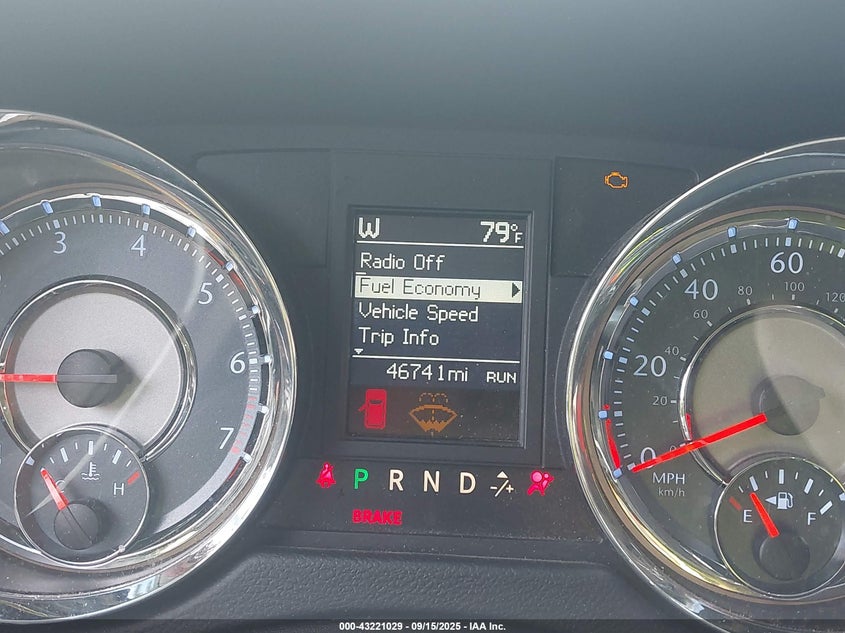 W 79°F
Radio Off
Fuel Economy
Vehicle Speed
Trip Info
46741mi RUN
3 4 5 6 7
H
P R N D -/+
BRAKE
0 20 40 60
20 40 60 80 100 120
MPH
km/h
E F
000-43221029 - 09/15/2025 - IAA Inc.